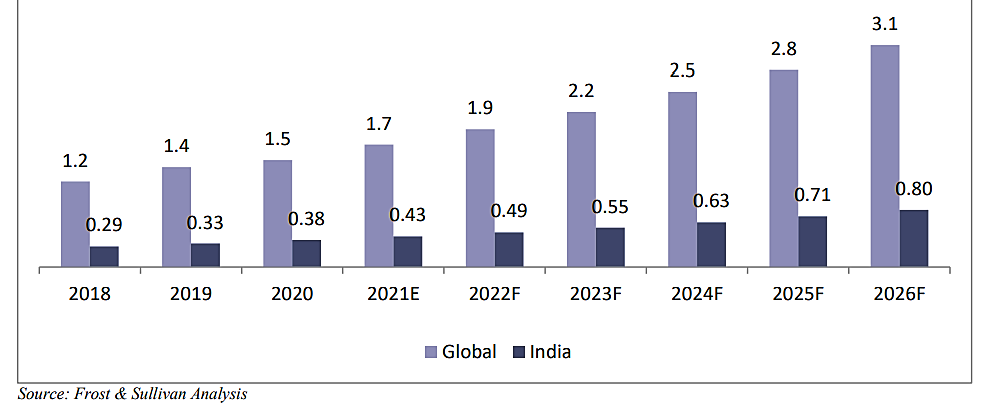 3.1
2.8
2.5
2.2
1.9
1.7
1.5
1.4
1.2
0.29 0.33 0.38 0.43 0.49 0.55 0.63 0.71 0.80
2018 2019 2020 2021E 2022F 2023F 2024F 2025F 2026F
Global India
Source: Frost & Sullivan Analysis